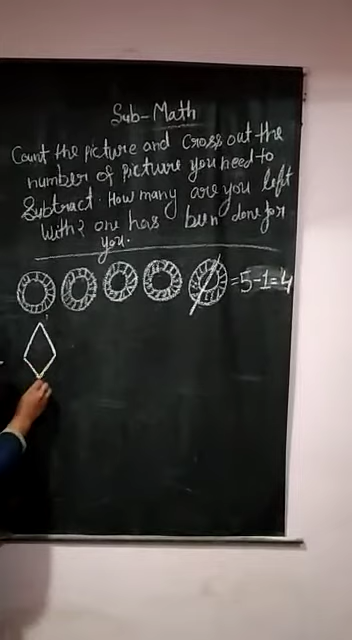 Sub-Math
Count the picture and Cross out the
number of picture you need to
Subtract. How many are you left
with? one has been done for
you.
=5-1=4